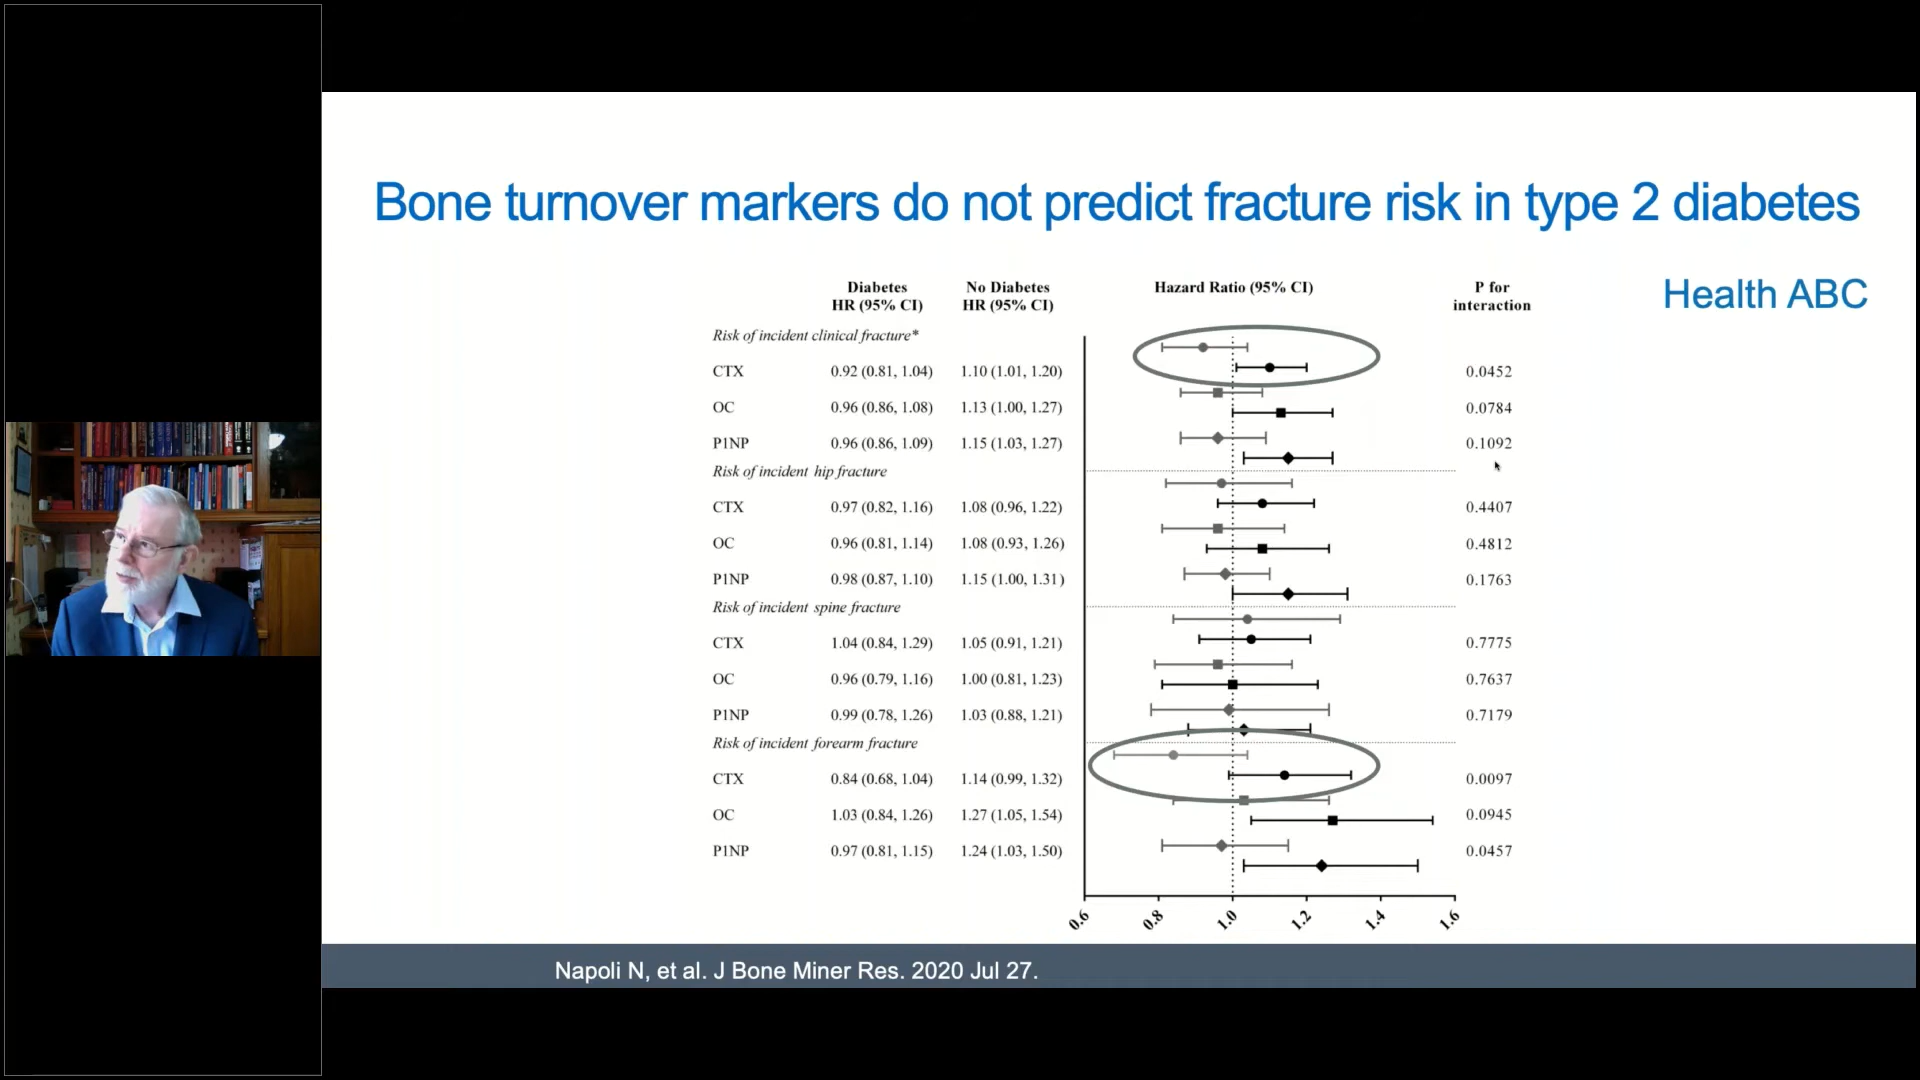 Bone turnover markers do not predict fracture risk in type 2 diabetes
Health ABC
Diabetes No Diabetes Hazard Ratio (95% CI) P for
HR (95% CI) HR (95% CI) interaction
Risk of incident clinical fracture*
CTX 0.92 (0.81, 1.04) 1.10 (1.01, 1.20) 0.0452
OC 0.96 (0.86, 1.08) 1.13 (1.00, 1.27) 0.0784
P1NP 0.96 (0.86, 1.09) 1.15 (1.03, 1.27) 0.1092
Risk of incident hip fracture
CTX 0.97 (0.82, 1.16) 1.08 (0.96, 1.22) 0.4407
OC 0.96 (0.81, 1.14) 1.08 (0.93, 1.26) 0.4812
P1NP 0.98 (0.87, 1.10) 1.15 (1.00, 1.31) 0.1763
Risk of incident spine fracture
CTX 1.04 (0.84, 1.29) 1.05 (0.91, 1.21) 0.7775
OC 0.96 (0.79, 1.16) 1.00 (0.81, 1.23) 0.7637
P1NP 0.99 (0.78, 1.26) 1.03 (0.88, 1.21) 0.7179
Risk of incident forearm fracture
CTX 0.84 (0.68, 1.04) 1.14 (0.99, 1.32) 0.0097
OC 1.03 (0.84, 1.26) 1.27 (1.05, 1.54) 0.0945
P1NP 0.97 (0.81, 1.15) 1.24 (1.03, 1.50) 0.0457
0.6 0.8 1.0 1.2 1.4 1.6
Napoli N, et al. J Bone Miner Res. 2020 Jul 27.